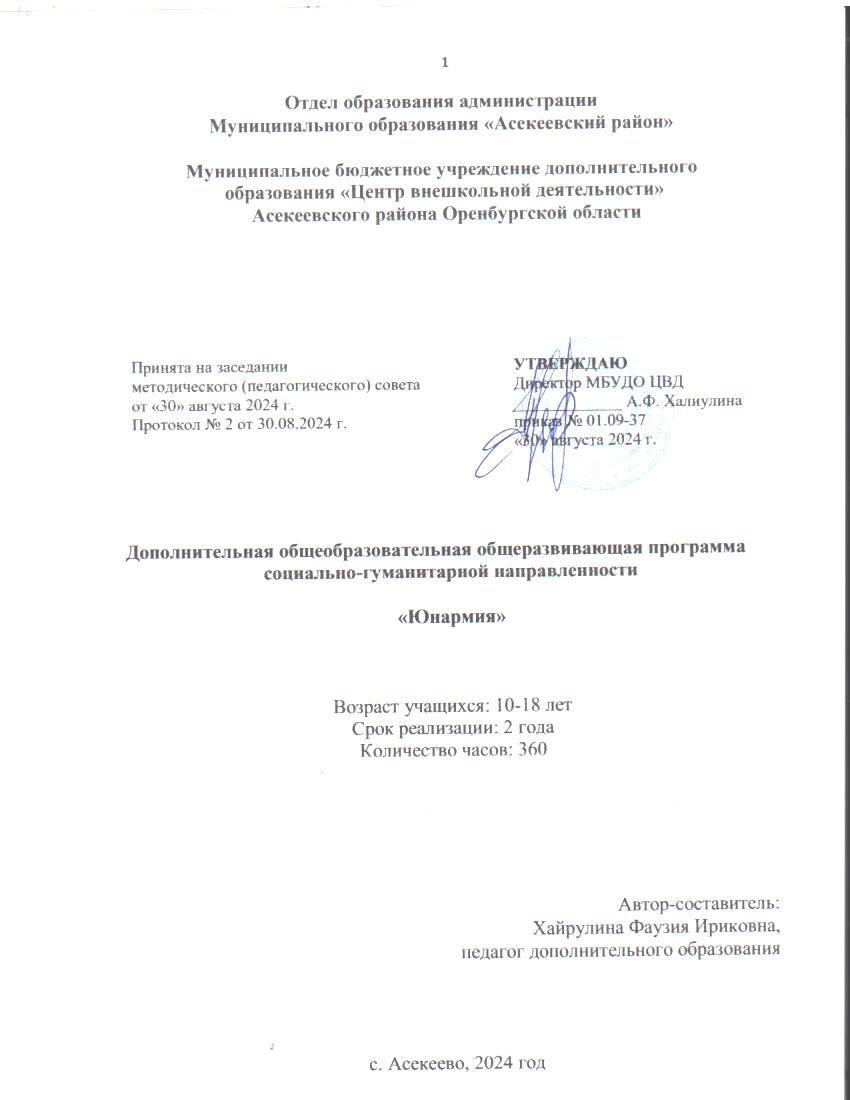 1
Отдел образования администрации
Муниципального образования «Асекеевский район»
Муниципальное бюджетное учреждение дополнительного
образования «Центр внешкольной деятельности»
Асекеевского района Оренбургской области
Принята на заседании
методического (педагогического) совета
от «30» августа 2024 г.
Протокол № 2 от 30.08.2024 г.
УТВЕРЖДАЮ
Директор МБУДО ЦВД
_____________ А.Ф. Халиулина
приказ № 01.09-37
«30» августа 2024 г.
Дополнительная общеобразовательная общеразвивающая программа
социально-гуманитарной направленности
«Юнармия»
Возраст учащихся: 10-18 лет
Срок реализации: 2 года
Количество часов: 360
Автор-составитель:
Хайрулина Фаузия Ириковна,
педагог дополнительного образования
с. Асекеево, 2024 год